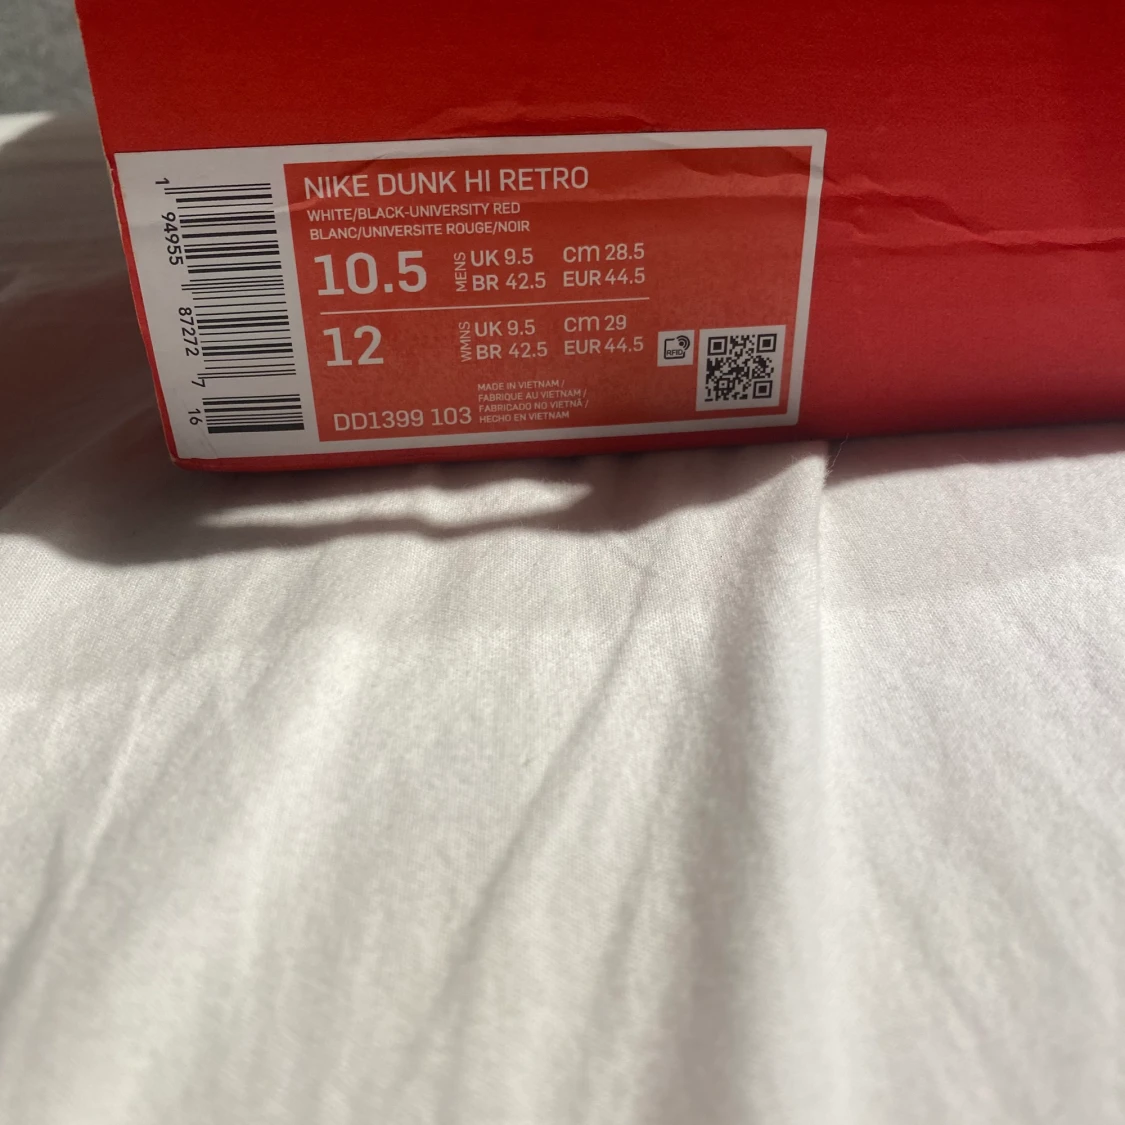 NIKE DUNK HI RETRO
WHITE/BLACK-UNIVERSITY RED
BLANC/UNIVERSITE ROUGE/NOIR
10.5 MENS UK 9.5 CM 28.5
BR 42.5 EUR 44.5
12 WMNS UK 9.5 CM 29
BR 42.5 EUR 44.5
RFID
MADE IN VIETNAM /
FABRIQUE AU VIETNAM /
FABRICADO NO VIETNÃ /
HECHO EN VIETNAM
DD1399 103
1 94955 87272 7 16